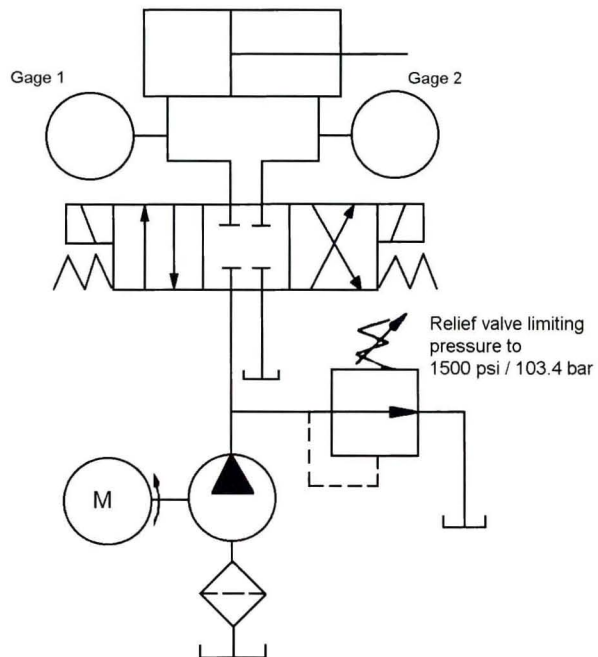 Gage 1
Gage 2
Relief valve limiting
pressure to
1500 psi / 103.4 bar
M